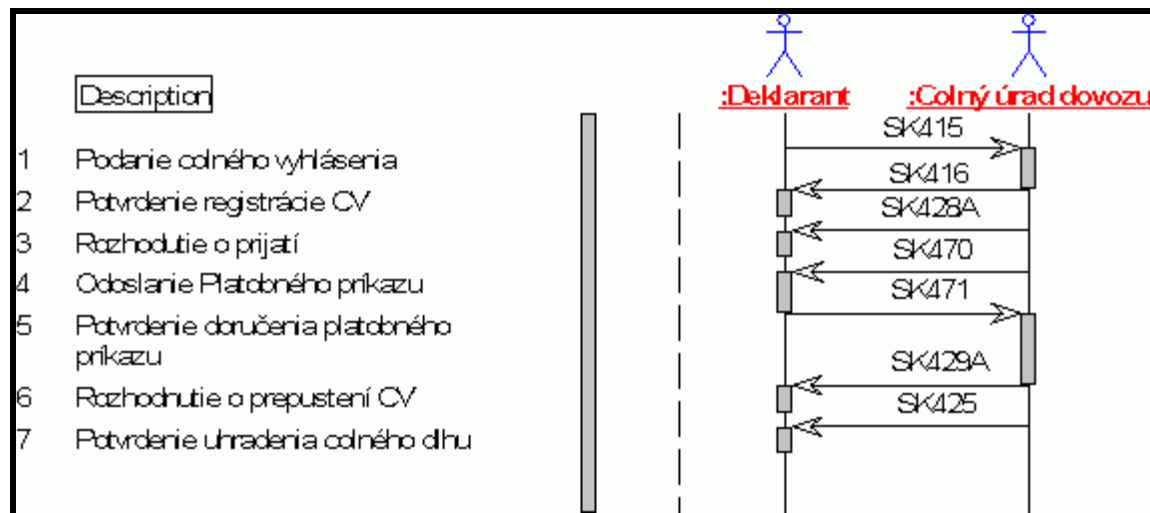 Description
:Deklarant
:Colný úrad dovozu
SK415
1 Podanie colného vyhlásenia
SK416
2 Potvrdenie registrácie CV
SK428A
3 Rozhodutie o prijatí
SK470
4 Odoslanie Platobného príkazu
SK471
5 Potvrdenie doručenia platobného
príkazu
SK429A
6 Rozhodnutie o prepustení CV
SK425
7 Potvrdenie uhradenia colného dlhu